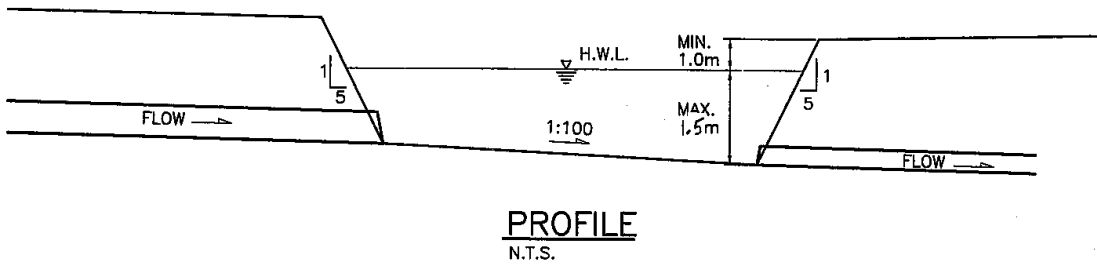 H.W.L.
MIN.
1.0m
1
5
1
5
MAX.
1.5m
FLOW
1:100
FLOW
PROFILE
N.T.S.